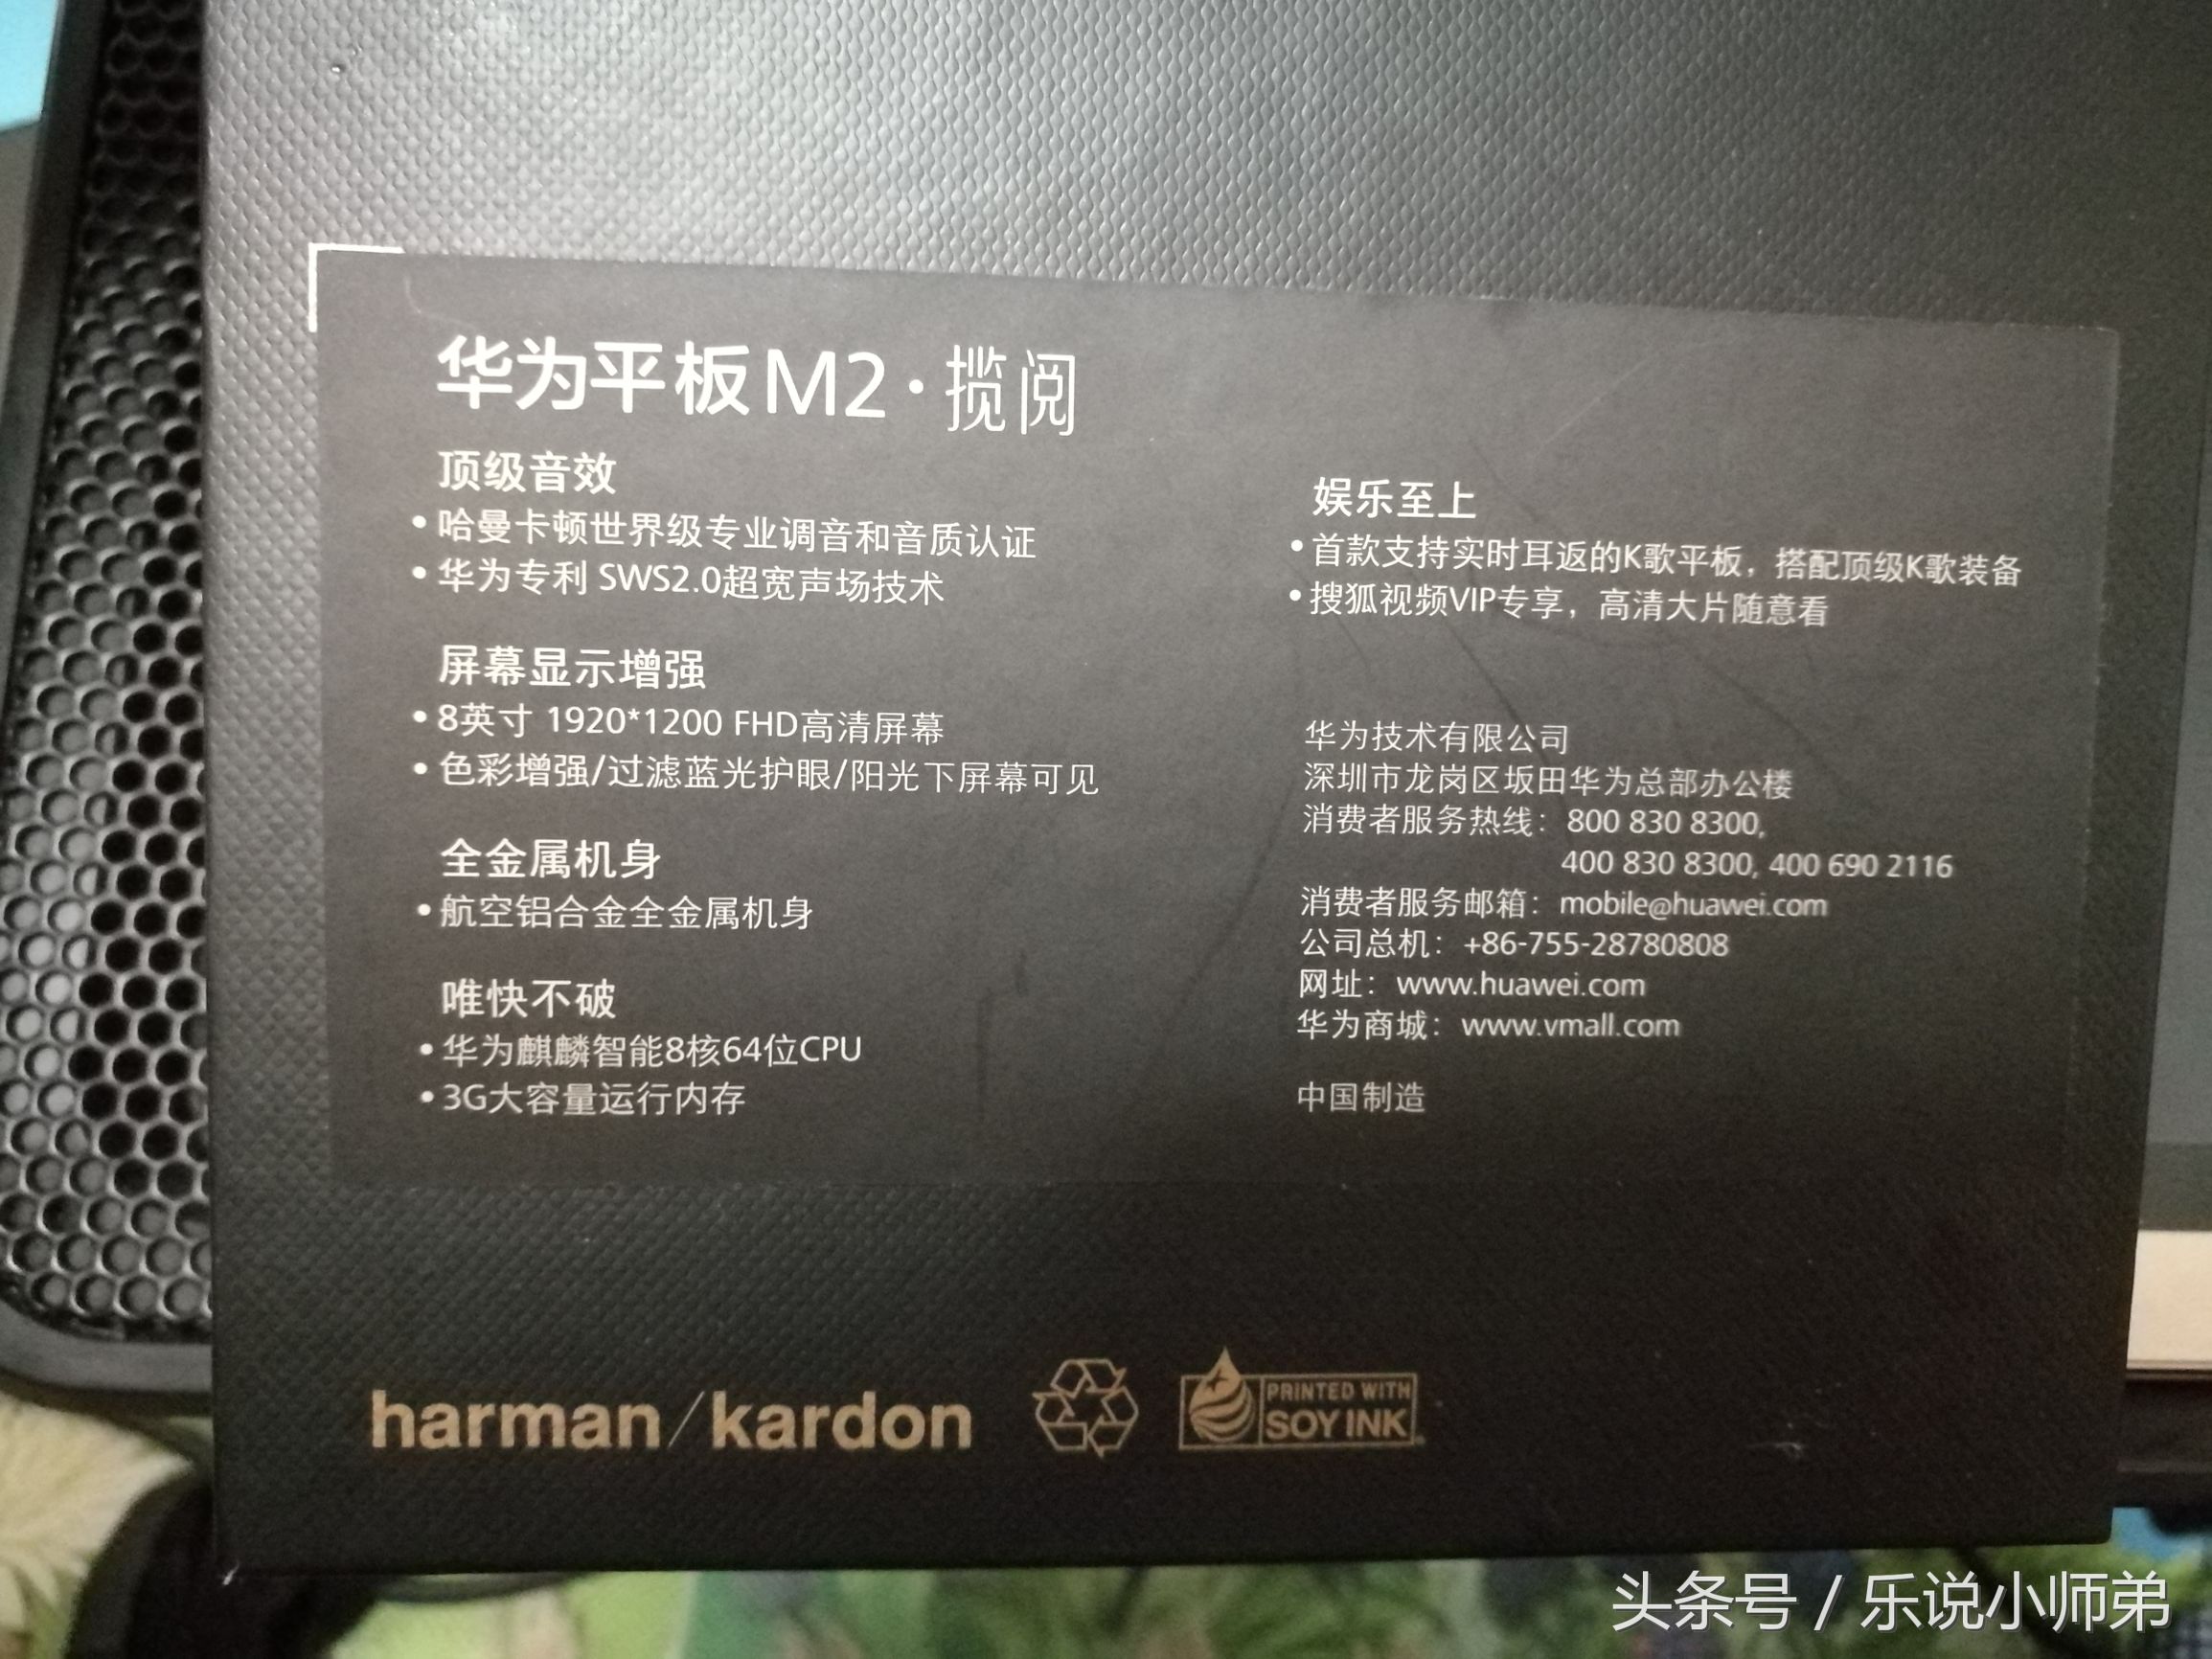 华为平板M2·揽阅
顶级音效
•哈曼卡顿世界级专业调音和音质认证
•华为专利 SWS2.0超宽声场技术
屏幕显示增强
•8英寸 1920*1200 FHD高清屏幕
•色彩增强/过滤蓝光护眼/阳光下屏幕可见
全金属机身
•航空铝合金全金属机身
唯快不破
•华为麒麟智能8核64位CPU
•3G大容量运行内存
娱乐至上
•首款支持实时耳返的K歌平板，搭配顶级K歌装备
•搜狐视频VIP专享，高清大片随意看
华为技术有限公司
深圳市龙岗区坂田华为总部办公楼
消费者服务热线：800 830 8300,
400 830 8300, 400 690 2116
消费者服务邮箱：mobile@huawei.com
公司总机：+86-755-28780808
网址：www.huawei.com
华为商城：www.vmall.com
中国制造
harman/kardon
PRINTED WITH
SOY INK
头条号 / 乐说小师弟